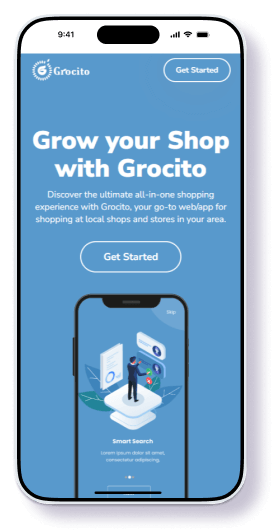 9:41
Grocito
Get Started
Grow your Shop
with Grocito
Discover the ultimate all-in-one shopping
experience with Grocito, your go-to web/app for
shopping at local shops and stores in your area.
Get Started
Skip
Smart Search
Lorem ipsum dolor sit amet,
consectetur adipiscing.